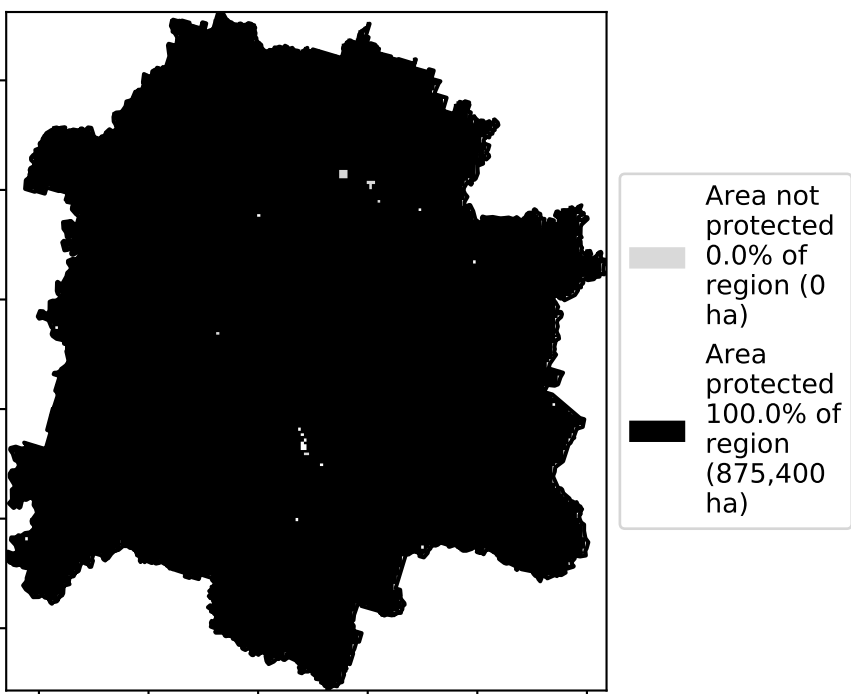 Area not
protected
0.0% of
region (0
ha)
Area
protected
100.0% of
region
(875,400
ha)